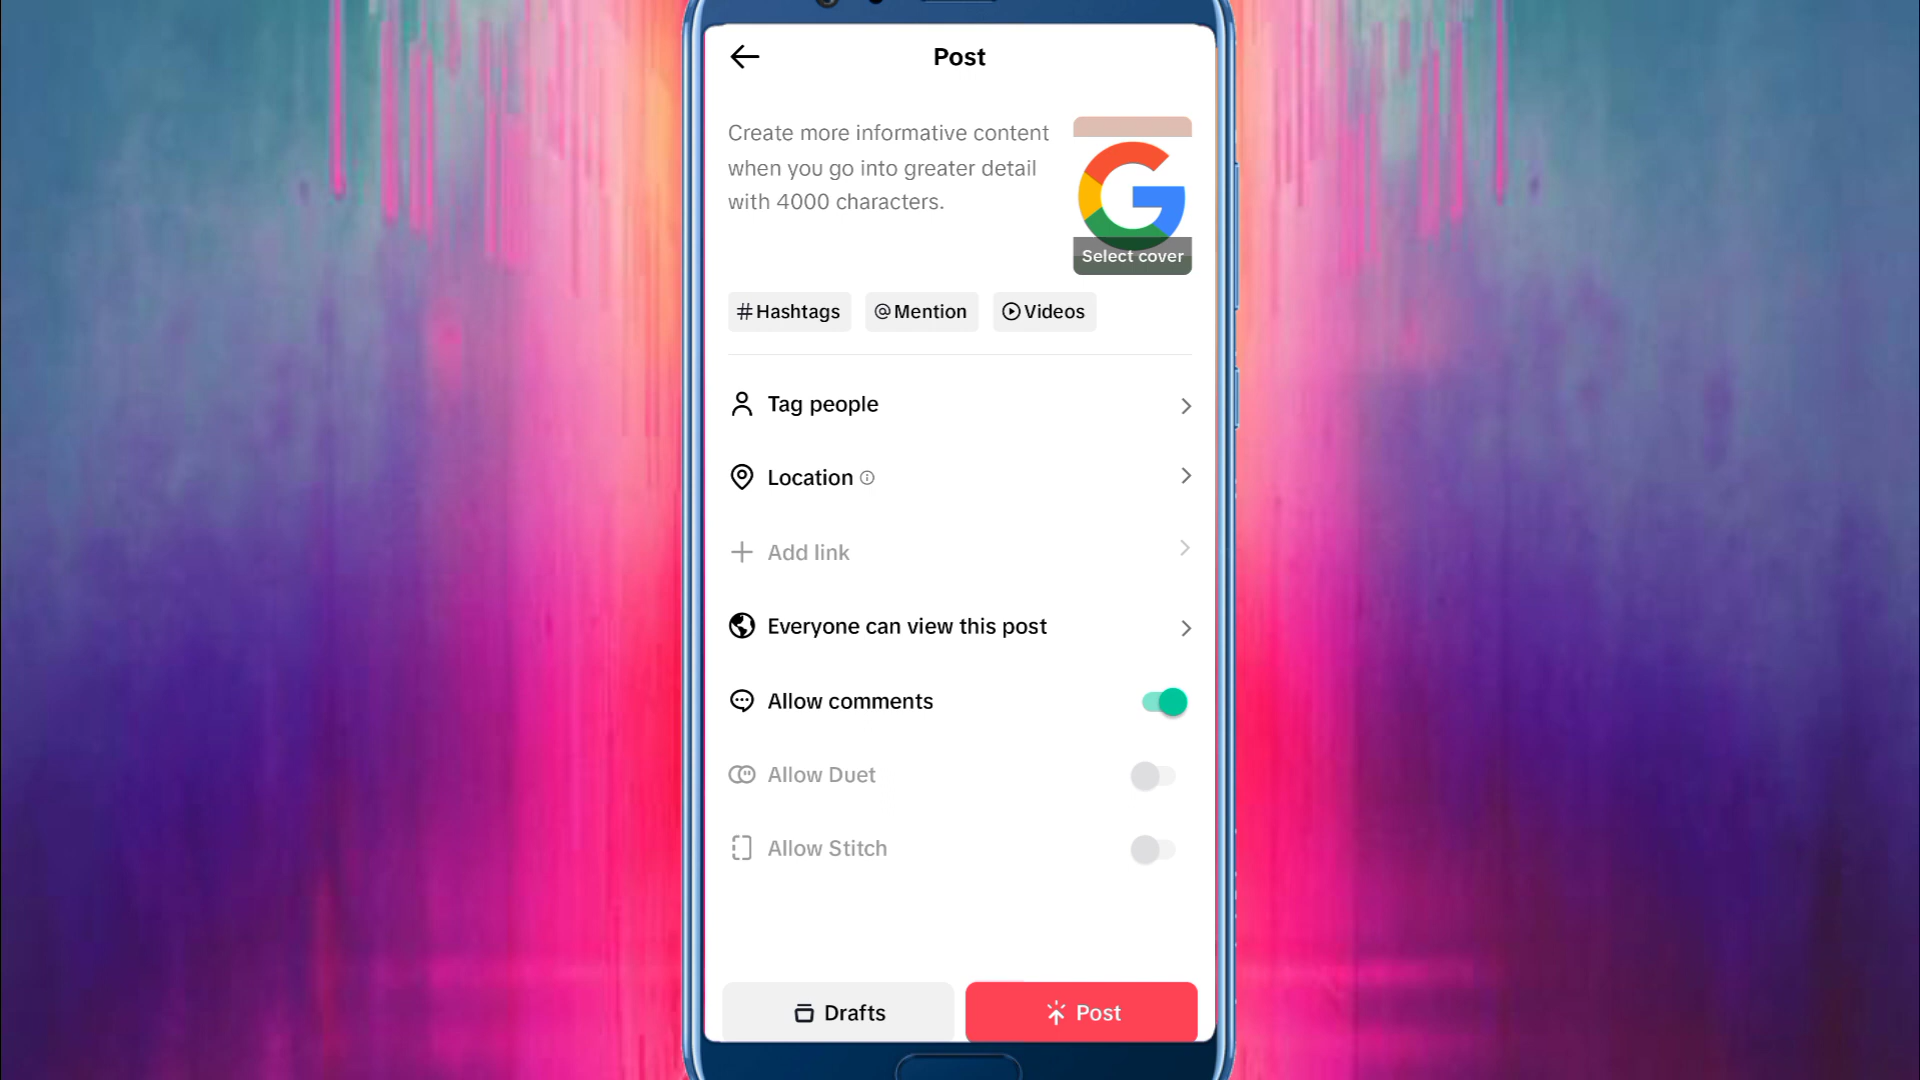 Post
Create more informative content
when you go into greater detail
with 4000 characters.
Select cover
#Hashtags @Mention Videos
Tag people
Location
Add link
Everyone can view this post
Allow comments
Allow Duet
Allow Stitch
Drafts Post